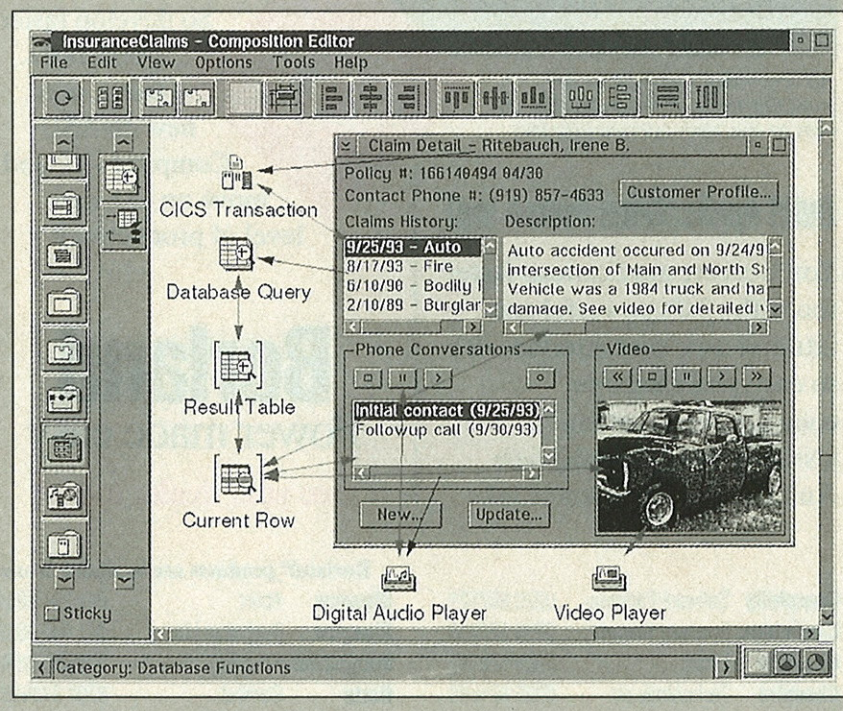 InsuranceClaims - Composition Editor
File Edit View Options Tools Help
Claim Detail - Ritebauch, Irene B.
Policy #: 166140494 04/30
Contact Phone #: (919) 857-4633
Customer Profile...
CICS Transaction
Claims History:
Description:
9/25/93 - Auto
8/17/93 - Fire
6/10/90 - Bodily I
2/10/89 - Burglar
Auto accident occured on 9/24/9
intersection of Main and North St
Vehicle was a 1984 truck and ha
damage. See video for detailed v
Database Query
Phone Conversations
Video
Result Table
Initial contact (9/25/93)
Followup call (9/30/93)
Current Row
New...
Update...
Digital Audio Player
Video Player
Sticky
Category: Database Functions